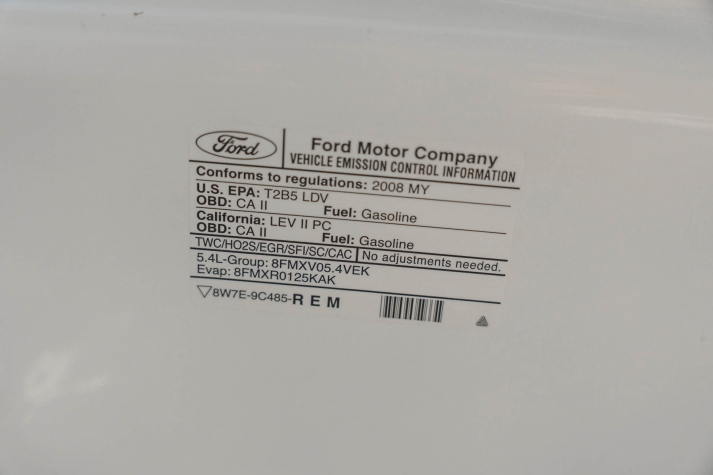 Ford
Ford Motor Company
VEHICLE EMISSION CONTROL INFORMATION
Conforms to regulations: 2008 MY
U.S. EPA: T2B5 LDV
OBD: CA II Fuel: Gasoline
California: LEV II PC
OBD: CA II Fuel: Gasoline
TWC/HO2S/EGR/SFI/SC/CAC No adjustments needed.
5.4L-Group: 8FMXV05.4VEK
Evap: 8FMXR0125KAK
8W7E-9C485-REM